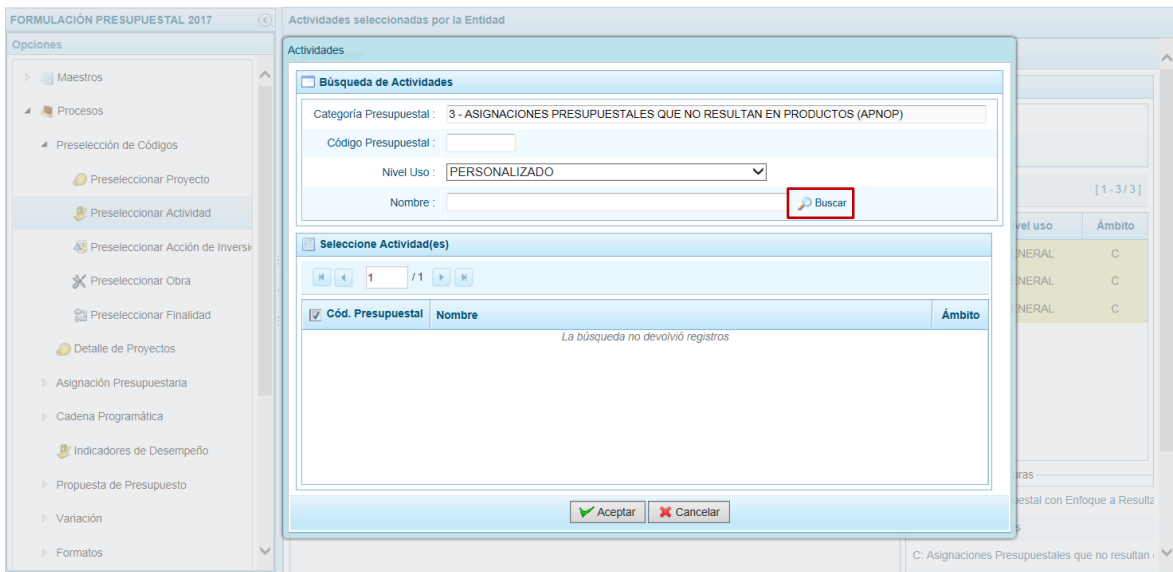 FORMULACIÓN PRESUPUESTAL 2017
Opciones
Maestros
Procesos
Preselección de Códigos
Preseleccionar Proyecto
Preseleccionar Actividad
Preseleccionar Acción de Inversi
Preseleccionar Obra
Preseleccionar Finalidad
Detalle de Proyectos
Asignación Presupuestaria
Cadena Programática
Indicadores de Desempeño
Propuesta de Presupuesto
Variación
Formatos
Actividades seleccionadas por la Entidad
Actividades
Búsqueda de Actividades
Categoría Presupuestal : 3 - ASIGNACIONES PRESUPUESTALES QUE NO RESULTAN EN PRODUCTOS (APNOP)
Código Presupuestal :
Nivel Uso : PERSONALIZADO
Nombre : Buscar
Seleccione Actividad(es)
1 / 1
Cód. Presupuestal Nombre Ámbito
La búsqueda no devolvió registros
Aceptar Cancelar
[ 1 - 3 / 3 ]
vel uso Ámbito
ENERAL C
ENERAL C
ENERAL C
uras
uestal con Enfoque a Resulta
s
C: Asignaciones Presupuestales que no resultan